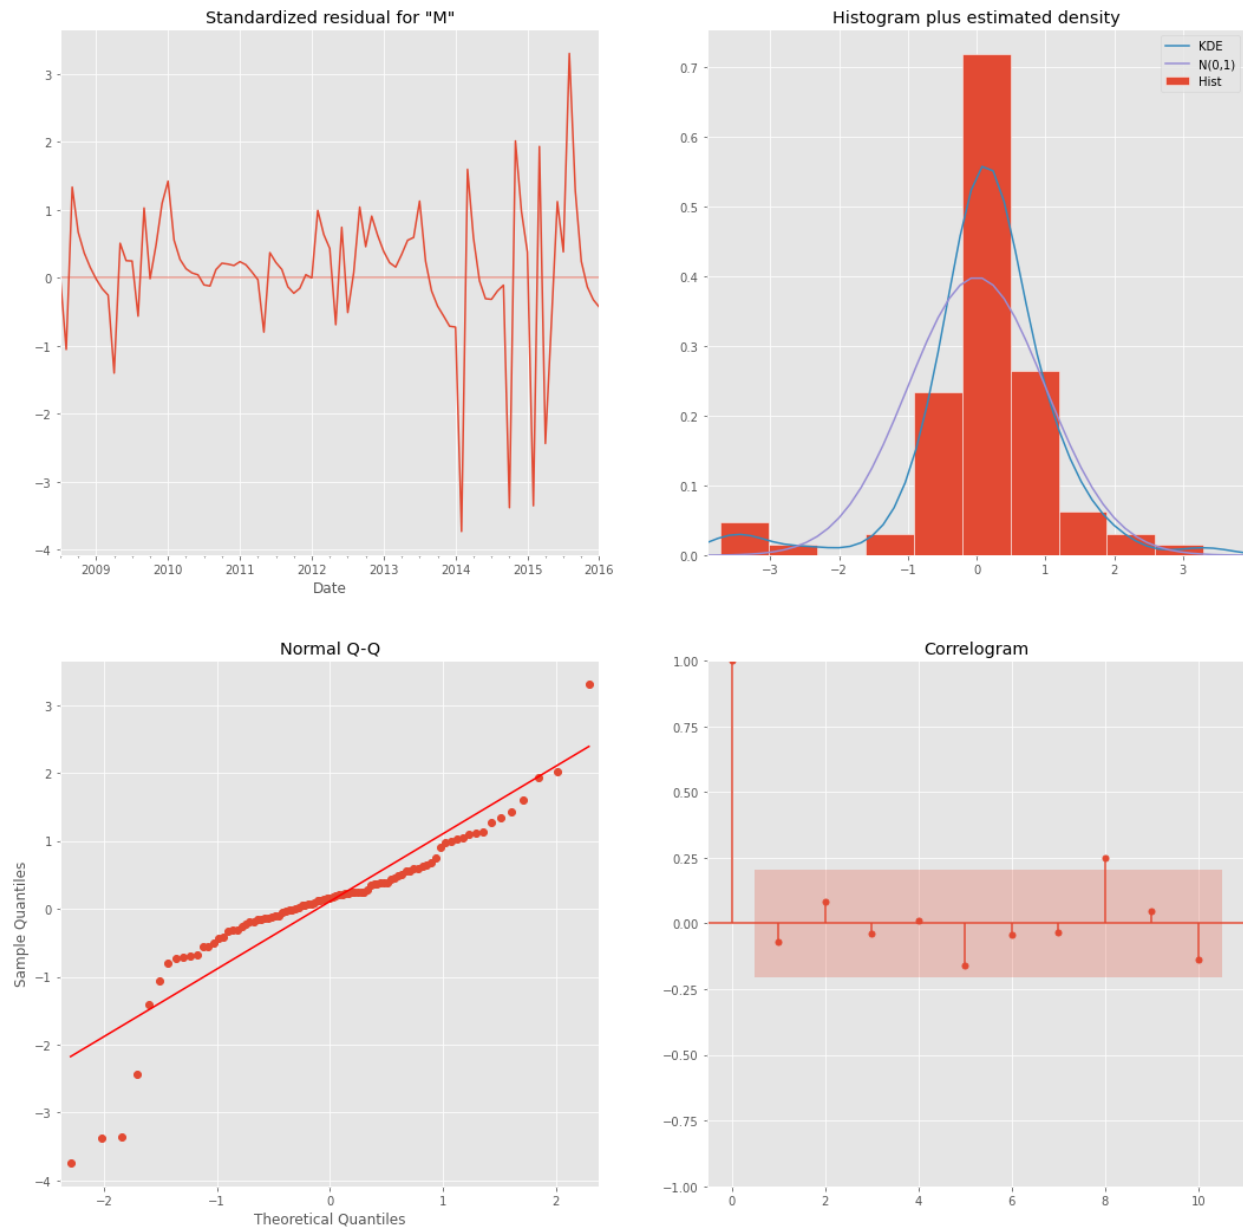 Standardized residual for "M"
3
2
1
0
−1
−2
−3
−4
2009 2010 2011 2012 2013 2014 2015 2016
Date
Histogram plus estimated density
KDE
N(0,1)
Hist
0.7
0.6
0.5
0.4
0.3
0.2
0.1
0.0
−3 −2 −1 0 1 2 3
Normal Q-Q
Sample Quantiles
3
2
1
0
−1
−2
−3
−4
−2 −1 0 1 2
Theoretical Quantiles
Correlogram
1.00
0.75
0.50
0.25
0.00
−0.25
−0.50
−0.75
−1.00
0 2 4 6 8 10